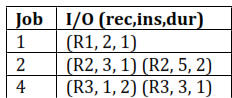 Job I/O (rec,ins,dur)
1 (R1, 2, 1)
2 (R2, 3, 1) (R2, 5, 2)
4 (R3, 1, 2) (R3, 3, 1)